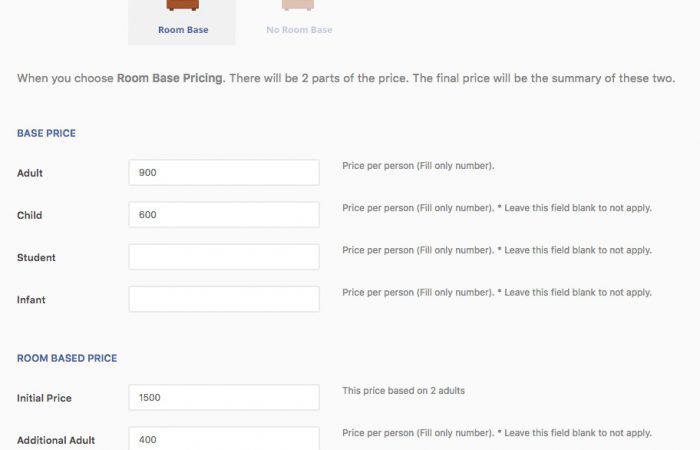 Room Base No Room Base
When you choose Room Base Pricing. There will be 2 parts of the price. The final price will be the summary of these two.
BASE PRICE
Adult 900 Price per person (Fill only number).
Child 600 Price per person (Fill only number). * Leave this field blank to not apply.
Student Price per person (Fill only number). * Leave this field blank to not apply.
Infant Price per person (Fill only number). * Leave this field blank to not apply.
ROOM BASED PRICE
Initial Price 1500 This price based on 2 adults
Additional Adult 400 Price per person (Fill only number). * Leave this field blank to not apply.